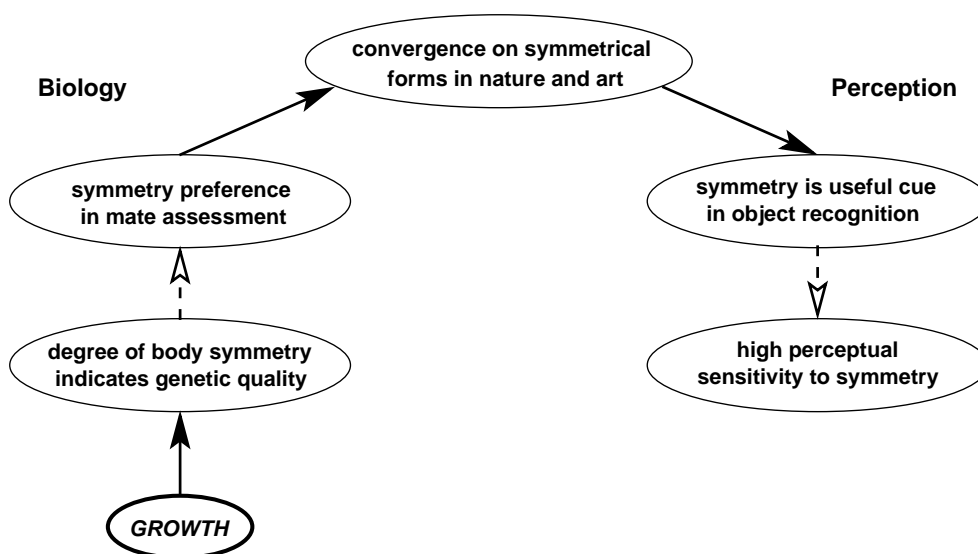 convergence on symmetrical
forms in nature and art
Biology
Perception
symmetry preference
in mate assessment
symmetry is useful cue
in object recognition
degree of body symmetry
indicates genetic quality
high perceptual
sensitivity to symmetry
GROWTH